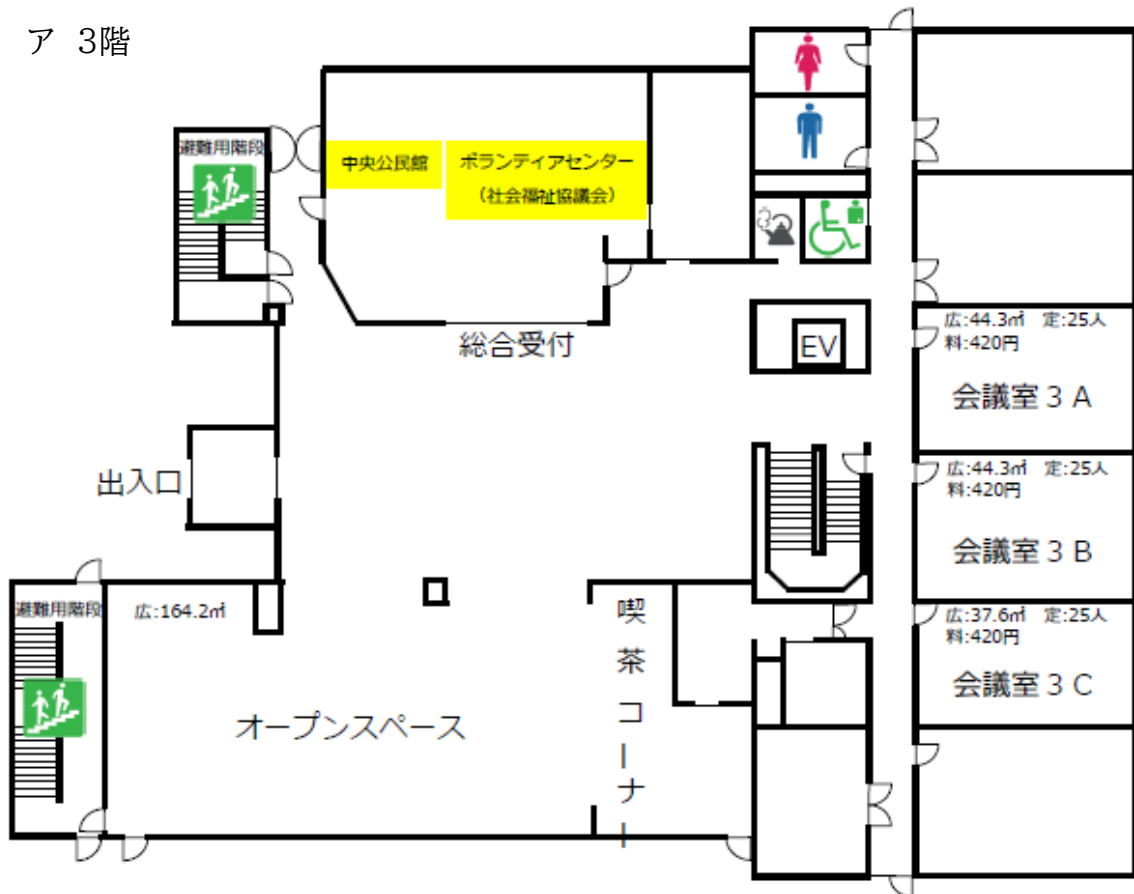 ア 3階
避難用階段
中央公民館
ボランティアセンター
(社会福祉協議会)
総合受付
EV
広:44.3㎡ 定:25人
料:420円
会議室3A
出入口
広:44.3㎡ 定:25人
料:420円
会議室3B
避難用階段
広:164.2㎡
オープンスペース
喫茶コーナー
広:37.6㎡ 定:25人
料:420円
会議室3C